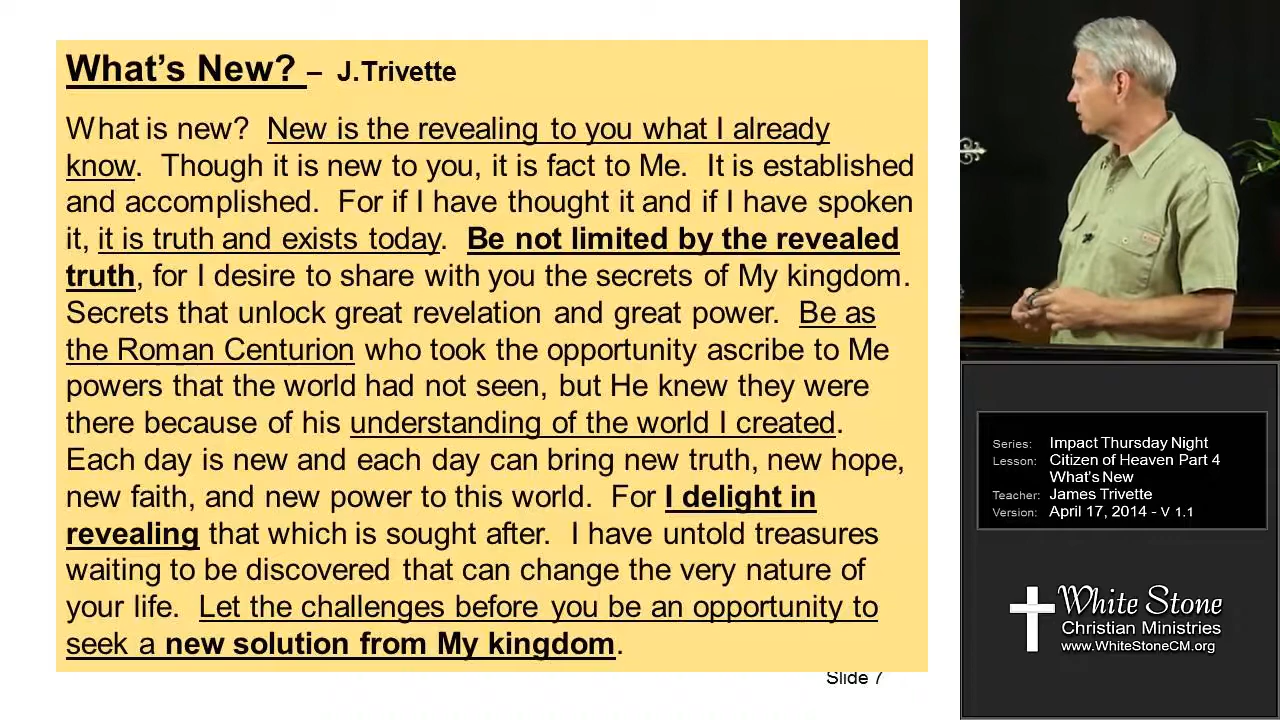 What's New? – J.Trivette
What is new? New is the revealing to you what I already
know. Though it is new to you, it is fact to Me. It is established
and accomplished. For if I have thought it and if I have spoken
it, it is truth and exists today. Be not limited by the revealed
truth, for I desire to share with you the secrets of My kingdom.
Secrets that unlock great revelation and great power. Be as
the Roman Centurion who took the opportunity ascribe to Me
powers that the world had not seen, but He knew they were
there because of his understanding of the world I created.
Each day is new and each day can bring new truth, new hope,
new faith, and new power to this world. For I delight in
revealing that which is sought after. I have untold treasures
waiting to be discovered that can change the very nature of
your life. Let the challenges before you be an opportunity to
seek a new solution from My kingdom.
Slide 7
Series: Impact Thursday Night
Lesson: Citizen of Heaven Part 4
What's New
Teacher: James Trivette
Version: April 17, 2014 - V 1.1
White Stone
Christian Ministries
www.WhiteStoneCM.org